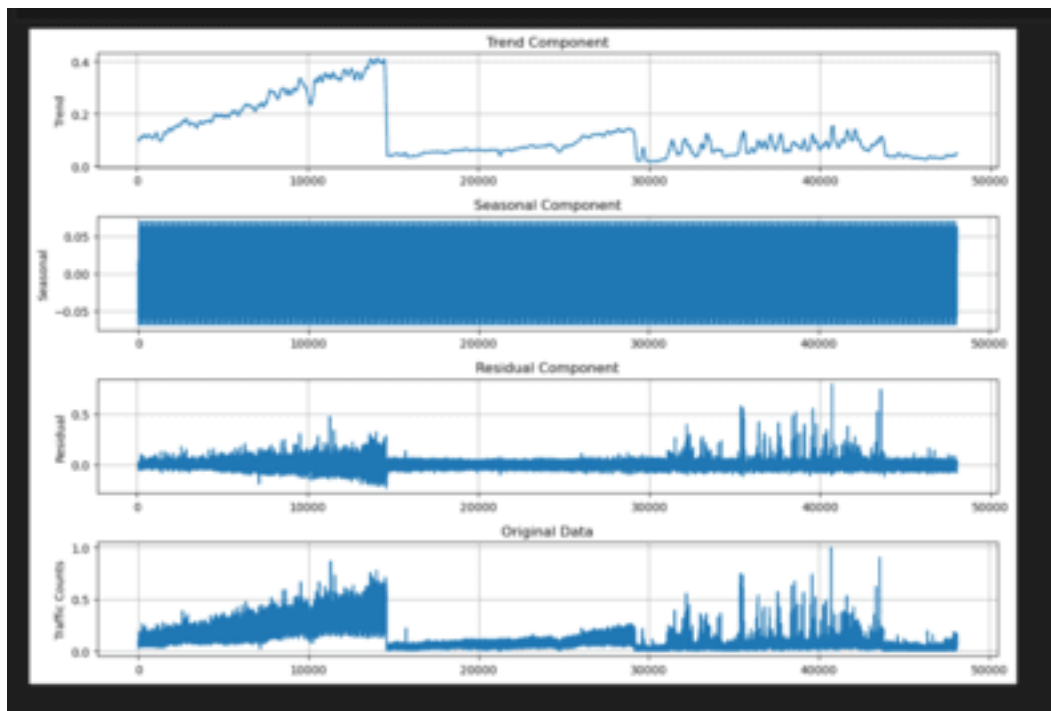 Trend Component
Trend
0.4
0.2
0.0
0 10000 20000 30000 40000 50000
Seasonal Component
Seasonal
0.05
0.00
−0.05
0 10000 20000 30000 40000 50000
Residual Component
Residual
0.5
0.0
0 10000 20000 30000 40000 50000
Original Data
Traffic Counts
1.0
0.5
0.0
0 10000 20000 30000 40000 50000